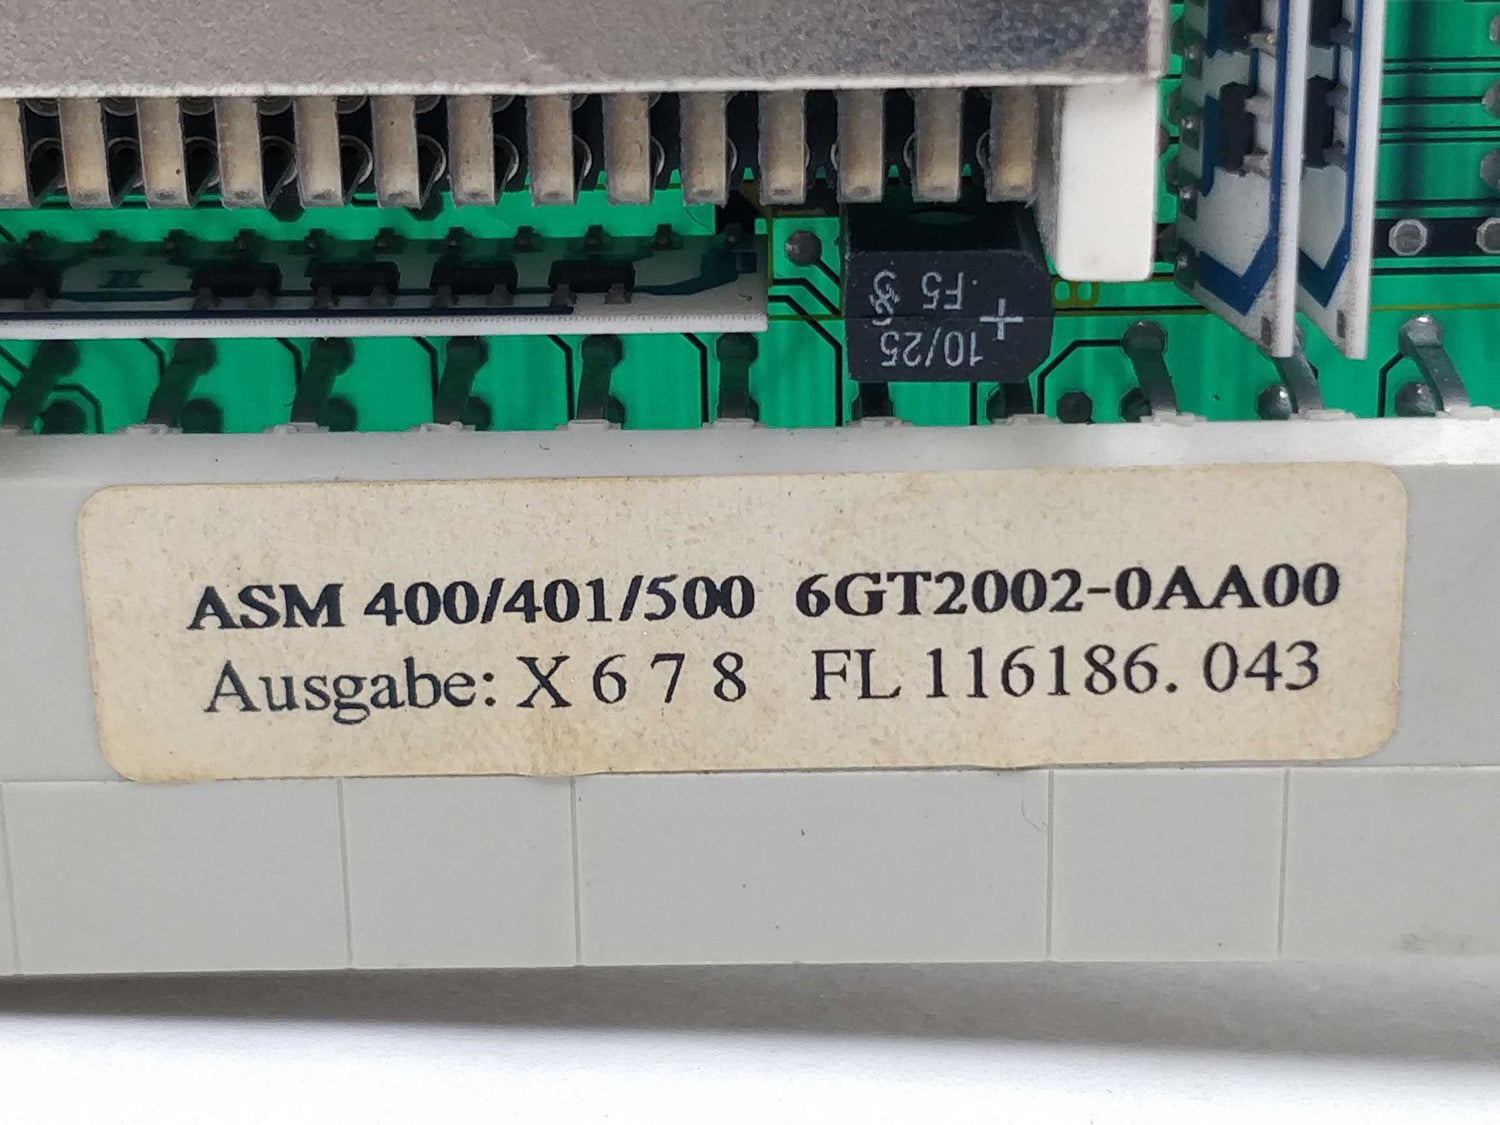 F5
10/25
+
ASM 400/401/500 6GT2002-0AA00
Ausgabe: X 6 7 8 FL 116186. 043